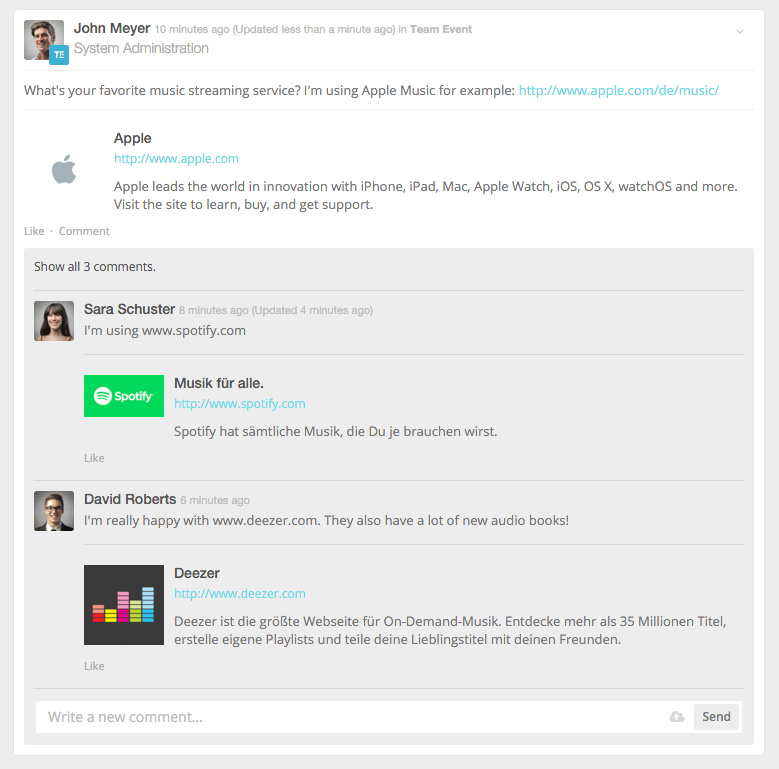 John Meyer 10 minutes ago (Updated less than a minute ago) in Team Event
TE
System Administration
What's your favorite music streaming service? I'm using Apple Music for example: http://www.apple.com/de/music/
Apple
http://www.apple.com
Apple leads the world in innovation with iPhone, iPad, Mac, Apple Watch, iOS, OS X, watchOS and more.
Visit the site to learn, buy, and get support.
Like · Comment
Show all 3 comments.
Sara Schuster 8 minutes ago (Updated 4 minutes ago)
I'm using www.spotify.com
Spotify
Musik für alle.
http://www.spotify.com
Spotify hat sämtliche Musik, die Du je brauchen wirst.
Like
David Roberts 6 minutes ago
I'm really happy with www.deezer.com. They also have a lot of new audio books!
Deezer
http://www.deezer.com
Deezer ist die größte Webseite für On-Demand-Musik. Entdecke mehr als 35 Millionen Titel,
erstelle eigene Playlists und teile deine Lieblingstitel mit deinen Freunden.
Like
Write a new comment... Send